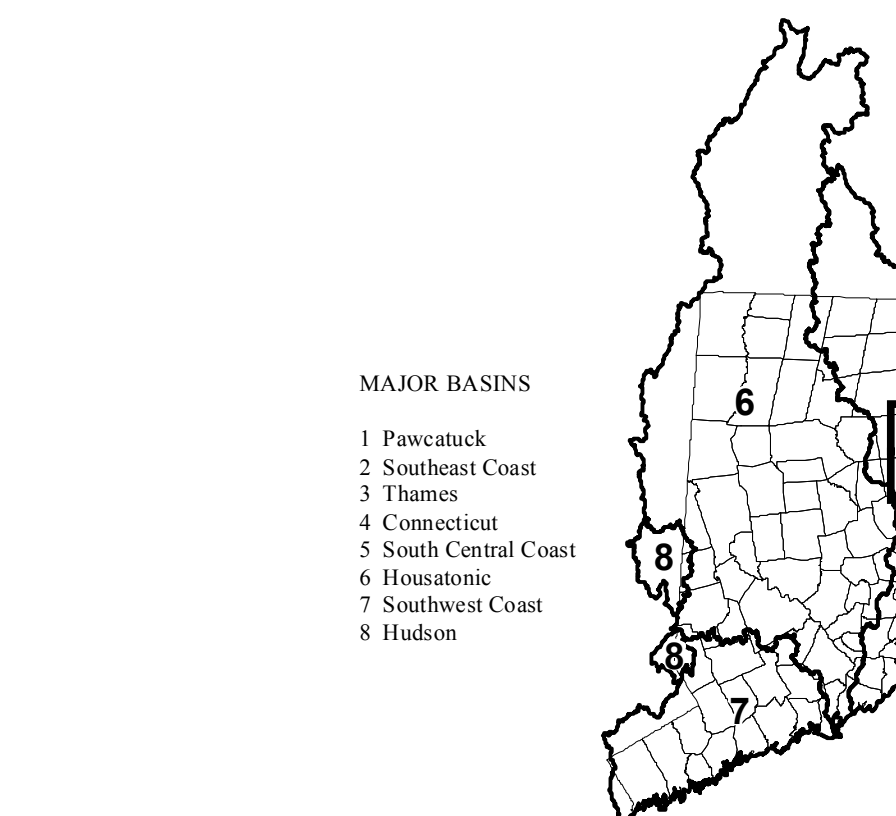 MAJOR BASINS
1 Pawcatuck
2 Southeast Coast
3 Thames
4 Connecticut
5 South Central Coast
6 Housatonic
7 Southwest Coast
8 Hudson
6
8
8
7